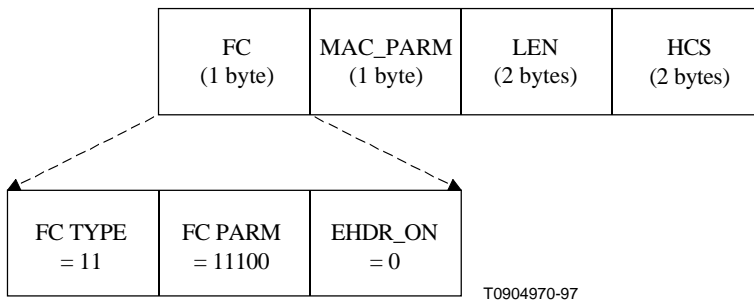 FC
(1 byte)
MAC_PARM
(1 byte)
LEN
(2 bytes)
HCS
(2 bytes)
FC TYPE
= 11
FC PARM
= 11100
EHDR_ON
= 0
T0904970-97